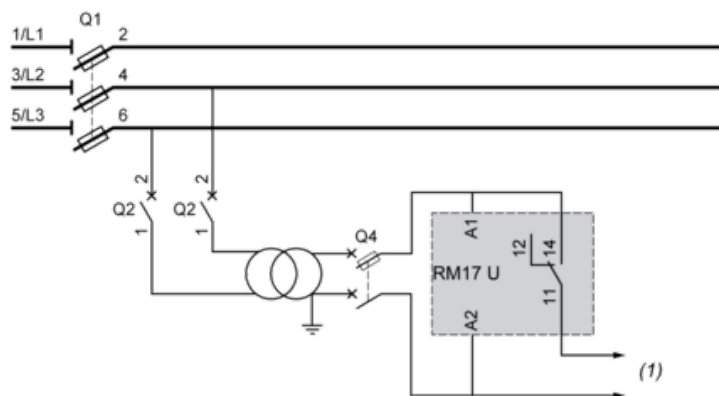 Q1
1/L1 2
3/L2 4
5/L3 6
2 2
Q2 Q2
1 1
Q4
A1
12 14
RM17 U
11
A2
(1)